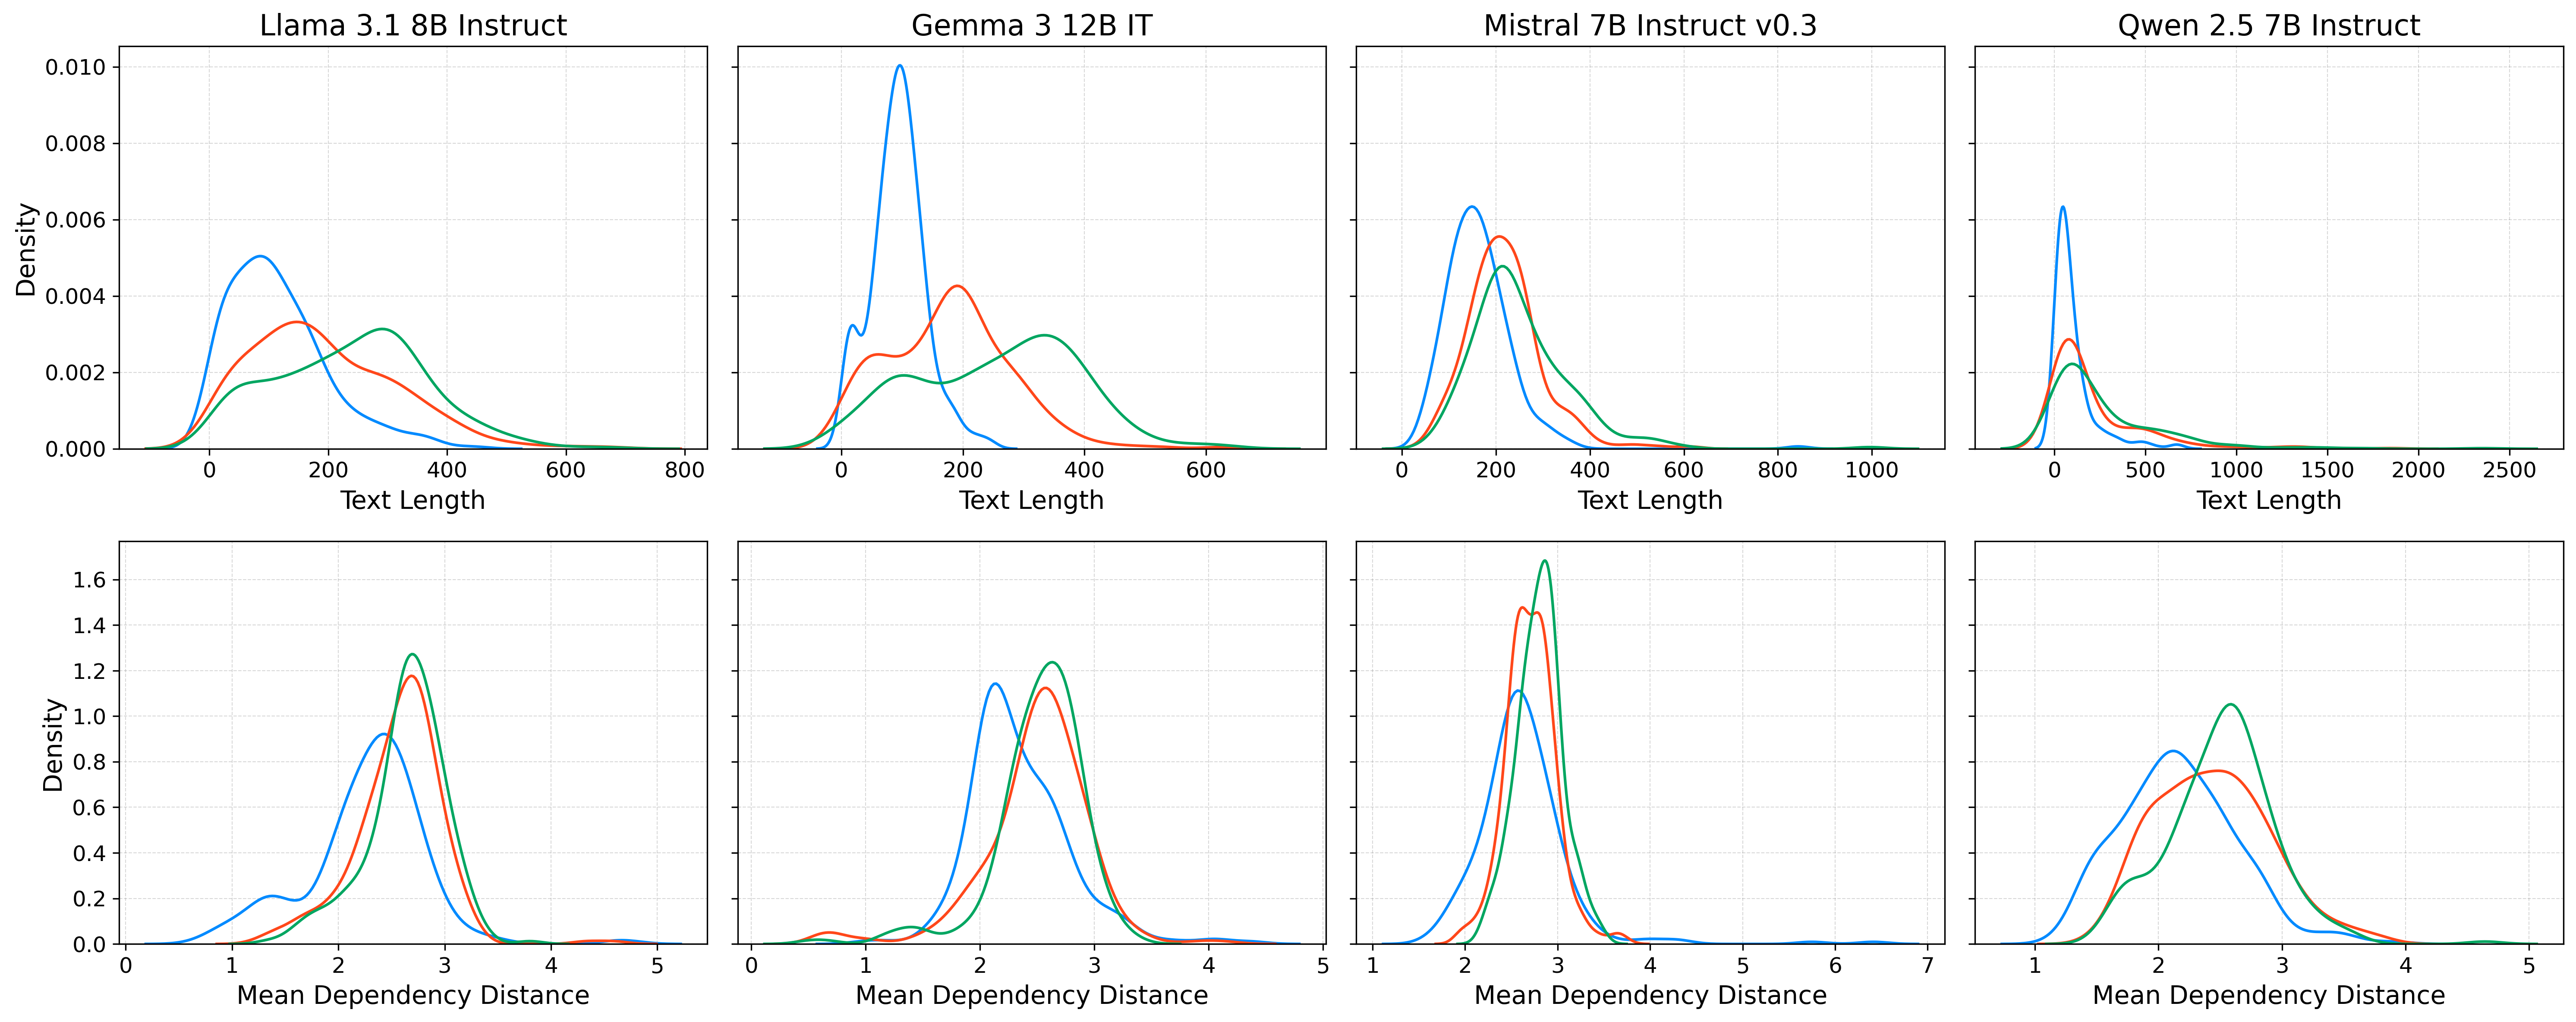 Llama 3.1 8B Instruct
Gemma 3 12B IT
Mistral 7B Instruct v0.3
Qwen 2.5 7B Instruct
Density
0.010
0.008
0.006
0.004
0.002
0.000
0 200 400 600 800
0 200 400 600
0 200 400 600 800 1000
0 500 1000 1500 2000 2500
Text Length
Text Length
Text Length
Text Length
Density
1.6
1.4
1.2
1.0
0.8
0.6
0.4
0.2
0.0
0 1 2 3 4 5
0 1 2 3 4 5
1 2 3 4 5 6 7
1 2 3 4 5
Mean Dependency Distance
Mean Dependency Distance
Mean Dependency Distance
Mean Dependency Distance